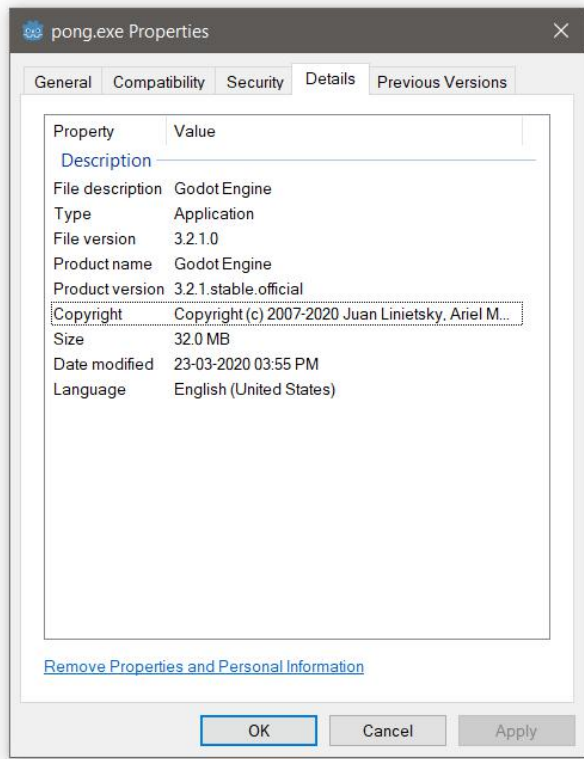 pong.exe Properties
General Compatibility Security Details Previous Versions
Property Value
Description
File description Godot Engine
Type Application
File version 3.2.1.0
Product name Godot Engine
Product version 3.2.1.stable.official
Copyright Copyright (c) 2007-2020 Juan Linietsky, Ariel M...
Size 32.0 MB
Date modified 23-03-2020 03:55 PM
Language English (United States)
Remove Properties and Personal Information
OK Cancel Apply